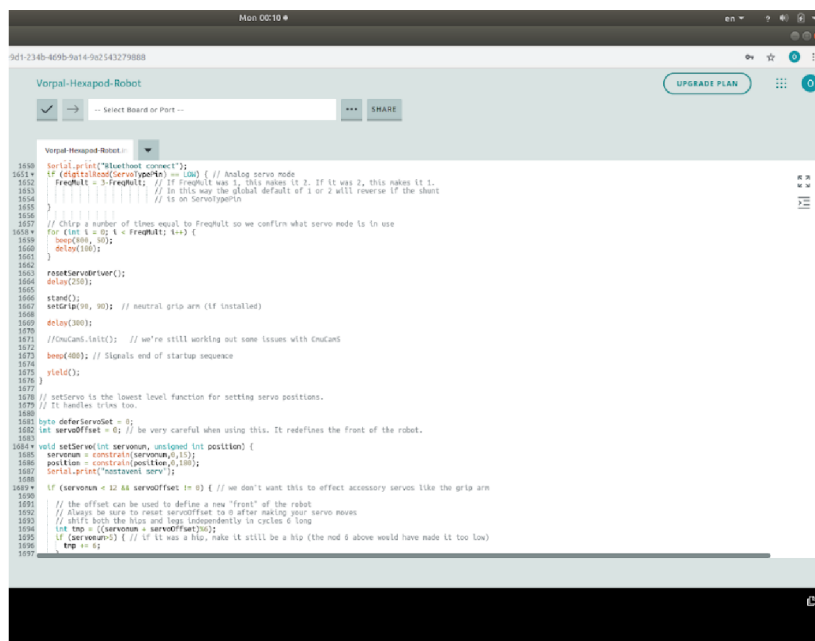 Mon 00:10
en
9d1-234b-469b-9a14-9a2543279888
Vorpal-Hexapod-Robot
UPGRADE PLAN
-- Select Board or Port --
SHARE
Vorpal-Hexapod-Robot.in
1650 Serial.print("Bluethoot connect");
1651 if (digitalRead(ServoTypePin) == LOW) { // Analog servo mode
1652 FreqMult = 3-FreqMult; // If FreqMult was 1, this makes it 2. If it was 2, this makes it 1.
1653 // In this way the global default of 1 or 2 will reverse if the shunt
1654 // is on ServoTypePin
1655 }
1656
1657 // Chirp a number of times equal to FreqMult so we confirm what servo mode is in use
1658 for (int i = 0; i < FreqMult; i++) {
1659 beep(800, 50);
1660 delay(100);
1661 }
1662
1663 resetServoDriver();
1664 delay(250);
1665
1666 stand();
1667 setGrip(90, 90); // neutral grip arm (if installed)
1668
1669 delay(300);
1670
1671 //CmuCam5.init(); // we're still working out some issues with CmuCam5
1672
1673 beep(400); // Signals end of startup sequence
1674
1675 yield();
1676 }
1677
1678 // setServo is the lowest level function for setting servo positions.
1679 // It handles trims too.
1680
1681 byte deferServoSet = 0;
1682 int servoOffset = 0; // be very careful when using this. It redefines the front of the robot.
1683
1684 void setServo(int servonum, unsigned int position) {
1685 servonum = constrain(servonum,0,15);
1686 position = constrain(position,0,180);
1687 Serial.print("nastaveni serv");
1688
1689 if (servonum < 12 && servoOffset != 0) { // we don't want this to effect accessory servos like the grip arm
1690
1691 // the offset can be used to define a new "front" of the robot
1692 // Always be sure to reset servoOffset to 0 after making your servo moves
1693 // shift both the hips and legs independently in cycles 6 long
1694 int tmp = ((servonum + servoOffset)%6);
1695 if (servonum>5) { // if it was a hip, make it still be a hip (the mod 6 above would have made it too low)
1696 tmp += 6;
1697